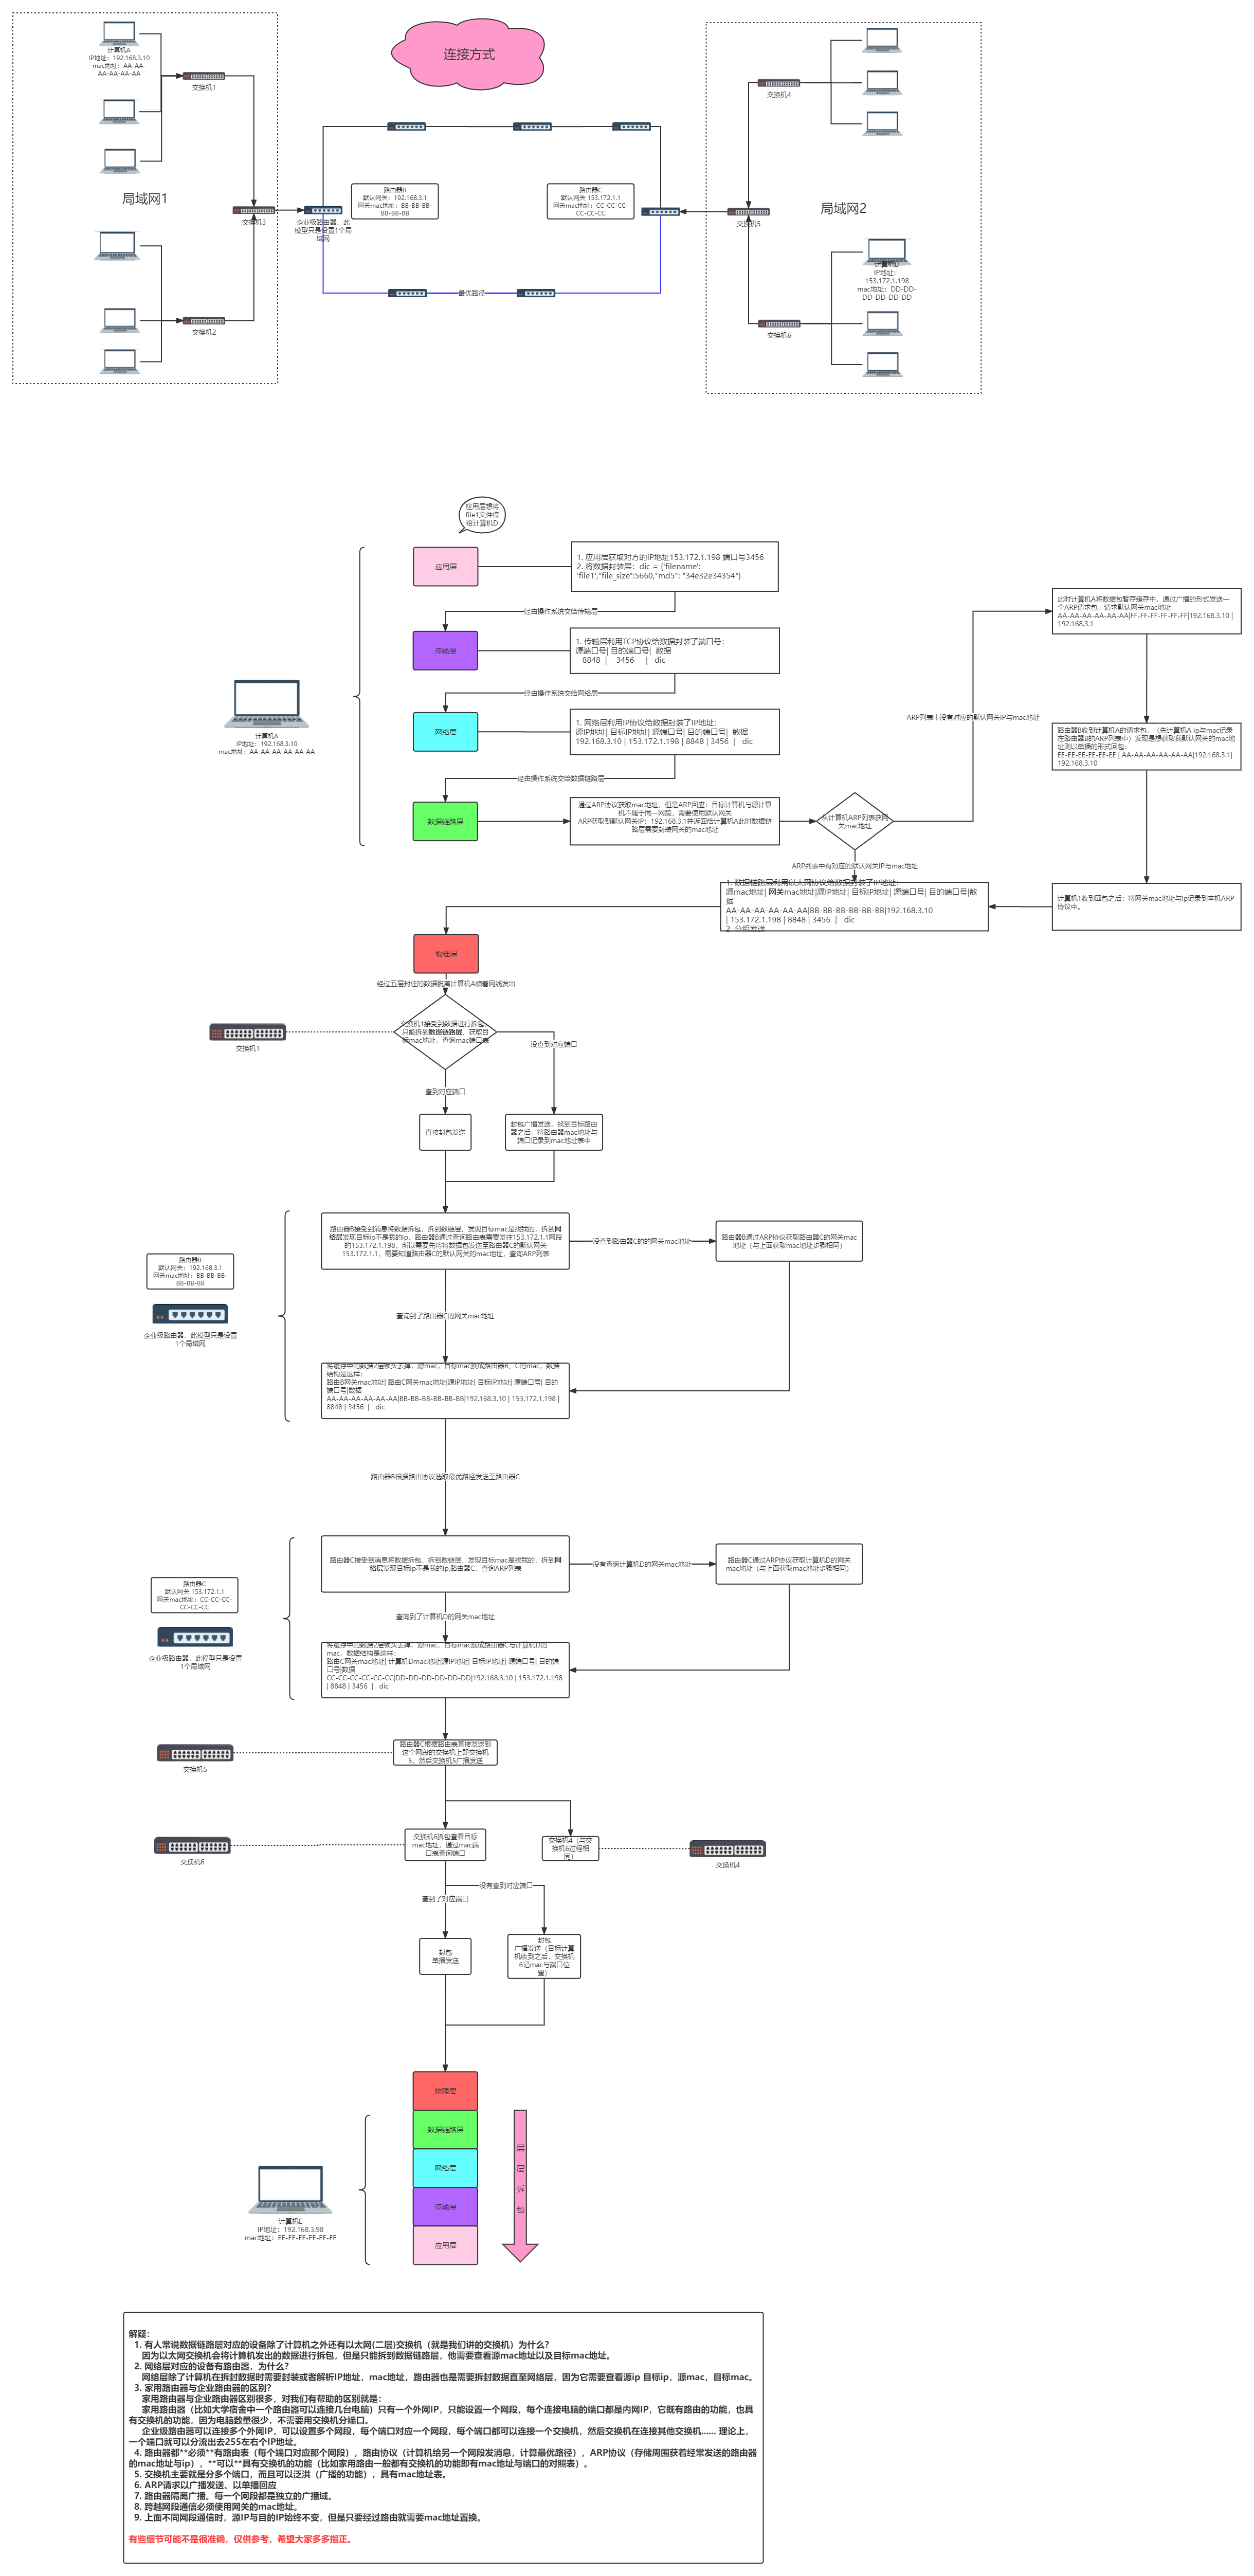 计算机A
IP地址：192.168.3.10
mac地址：AA-AA-
AA-AA-AA-AA
交换机1
局域网1
交换机3
交换机2
连接方式
路由器B
默认网关：192.168.3.1
网关mac地址：BB-BB-BB-
BB-BB-BB
企业级路由器，此
模型只是设置1个局
域网
路由器C
默认网关 153.172.1.1
网关mac地址：CC-CC-CC-
CC-CC-CC
最优路径
交换机4
局域网2
交换机5
计算机D
IP地址：
153.172.1.198
mac地址：DD-DD-
DD-DD-DD-DD
交换机6
应用层想将
file1文件传
给计算机D
应用层
1. 应用层获取对方的IP地址153.172.1.198 端口号3456
2. 将数据封装层：dic = {'filename':
'file1',"file_size":5660,"md5": "34e32e34354"}
经由操作系统交给传输层
传输层
1. 传输层利用TCP协议给数据封装了端口号：
源端口号| 目的端口号| 数据
8848 | 3456 | dic
经由操作系统交给网络层
网络层
1. 网络层利用IP协议给数据封装了IP地址：
源IP地址| 目标IP地址| 源端口号| 目的端口号| 数据
192.168.3.10 | 153.172.1.198 | 8848 | 3456 | dic
经由操作系统交给数据链路层
计算机A
IP地址：192.168.3.10
mac地址：AA-AA-AA-AA-AA-AA
数据链路层
通过ARP协议获取mac地址，但是ARP回应：目标计算机与源计算
机不属于同一网段，需要使用默认网关
ARP获取到默认网关IP：192.168.3.1并返回给计算机A此时数据链
路层需要封装网关的mac地址
从计算机ARP列表获网
关mac地址
ARP列表中没有对应的默认网关IP与mac地址
此时计算机A将数据包暂存缓存中，通过广播的形式发送一
个ARP请求包，请求默认网关mac地址
AA-AA-AA-AA-AA-AA|FF-FF-FF-FF-FF-FF|192.168.3.10 |
192.168.3.1
路由器B收到计算机A的请求包，（先计算机A ip与mac记录
在路由器B的ARP列表中）发现是想获取我默认网关的mac地
址则以单播的形式回包：
EE-EE-EE-EE-EE-EE | AA-AA-AA-AA-AA-AA|192.168.3.1|
192.168.3.10
计算机1收到回包之后：将网关mac地址与ip记录到本机ARP
协议中。
ARP列表中有对应的默认网关IP与mac地址
1. 数据链路层利用以太网协议给数据封装了IP地址：
源mac地址| 网关mac地址|源IP地址| 目标IP地址| 源端口号| 目的端口号|数
据
AA-AA-AA-AA-AA-AA|BB-BB-BB-BB-BB-BB|192.168.3.10
| 153.172.1.198 | 8848 | 3456 | dic
2. 分组发送
物理层
经过五层封住的数据脱离计算机A顺着网线发出
交换机1
交换机1接受到数据进行拆包，
只能拆到数据链路层，获取目
标mac地址，查询mac端口表
没查到对应端口
查到对应端口
直接封包发送
封包广播发送，找到目标路由
器之后，将路由器mac地址与
端口记录到mac地址表中
路由器B
默认网关：192.168.3.1
网关mac地址：BB-BB-BB-
BB-BB-BB
企业级路由器，此模型只是设置
1个局域网
路由器B接受到消息将数据拆包，拆到数链层，发现目标mac是找我的，拆到网
络层发现目标ip不是我的ip，路由器B通过查询路由表需要发往153.172.1.1网段
的153.172.1.198，所以需要先将将数据包发送至路由器C的默认网关
153.172.1.1，需要知道路由器C的默认网关的mac地址，查询ARP列表
没查询到路由器C的的网关mac地址
路由器B通过ARP协议获取路由器C的网关mac
地址（与上面获取mac地址步骤相同）
查询到了路由器C的网关mac地址
将缓存中的数据2层帧头去掉，源mac，目标mac换成路由器B、C的mac，数据
结构是这样：
路由B网关mac地址| 路由C网关mac地址|源IP地址| 目标IP地址| 源端口号| 目的
端口号|数据
AA-AA-AA-AA-AA-AA|BB-BB-BB-BB-BB-BB|192.168.3.10 | 153.172.1.198 |
8848 | 3456 | dic
路由器B根据路由协议选取最优路径发送至路由器C
路由器C
默认网关 153.172.1.1
网关mac地址：CC-CC-CC-
CC-CC-CC
企业级路由器，此模型只是设置
1个局域网
路由器C接受到消息将数据拆包，拆到数链层，发现目标mac是找我的，拆到网
络层发现目标ip不是我的ip,路由器C，查询ARP列表
没有查询计算机D的网关mac地址
路由器C通过ARP协议获取计算机D的网关
mac地址（与上面获取mac地址步骤相同）
查询到了计算机D的网关mac地址
将缓存中的数据2层帧头去掉，源mac，目标mac换成路由器C与计算机D的
mac，数据结构是这样：
路由C网关mac地址| 计算机Dmac地址|源IP地址| 目标IP地址| 源端口号| 目的端
口号|数据
CC-CC-CC-CC-CC-CC|DD-DD-DD-DD-DD-DD|192.168.3.10 | 153.172.1.198
| 8848 | 3456 | dic
交换机5
路由器C根据路由表直接发送到
这个网段的交换机上即交换机
5，然后交换机5广播发送
交换机6
交换机6拆包查看目标
mac地址，通过mac端
口表查询端口
交换机4（与交
换机6过程相
同）
交换机4
没有查到对应端口
查到了对应端口
封包
单播发送
封包
广播发送（目标计算
机收到之后，交换机
6记mac与端口位
置）
物理层
数据链路层
网络层
传输层
应用层
层
层
拆
包
计算机E
IP地址：192.168.3.98
mac地址：EE-EE-EE-EE-EE-EE
解疑：
1. 有人常说数据链路层对应的设备除了计算机之外还有以太网(二层)交换机（就是我们讲的交换机）为什么？
因为以太网交换机会将计算机发出的数据进行拆包，但是只能拆到数据链路层，他需要查看源mac地址以及目标mac地址。
2. 网络层对应的设备有路由器，为什么？
网络层除了计算机在拆封数据时需要封装或者解析IP地址，mac地址，路由器也是需要拆封数据直至网络层，因为它需要查看源ip 目标ip，源mac，目标mac。
3. 家用路由器与企业路由器的区别？
家用路由器与企业路由器区别很多，对我们有帮助的区别就是：
家用路由器（比如大学宿舍中一个路由器可以连接几台电脑）只有一个外网IP，只能设置一个网段，每个连接电脑的端口都是内网IP，它既有路由的功能，也具
有交换机的功能，因为电脑数量很少，不需要用交换机分端口。
企业级路由器可以连接多个外网IP，可以设置多个网段，每个端口对应一个网段，每个端口都可以连接一个交换机，然后交换机在连接其他交换机...... 理论上，
一个端口就可以分流出去255左右个IP地址。
4. 路由器都**必须**有路由表（每个端口对应那个网段），路由协议（计算机给另一个网段发消息，计算最优路径），ARP协议（存储周围获着经常发送的路由器
的mac地址与ip），**可以**具有交换机的功能（比如家用路由一般都有交换机的功能即有mac地址与端口的对照表）。
5. 交换机主要就是分多个端口，而且可以泛洪（广播的功能），具有mac地址表。
6. ARP请求以广播发送、以单播回应
7. 路由器隔离广播。每一个网段都是独立的广播域。
8. 跨越网段通信必须使用网关的mac地址。
9. 上面不同网段通信时，源IP与目的IP始终不变，但是只要经过路由就需要mac地址置换。
有些细节可能不是很准确，仅供参考，希望大家多多指正。